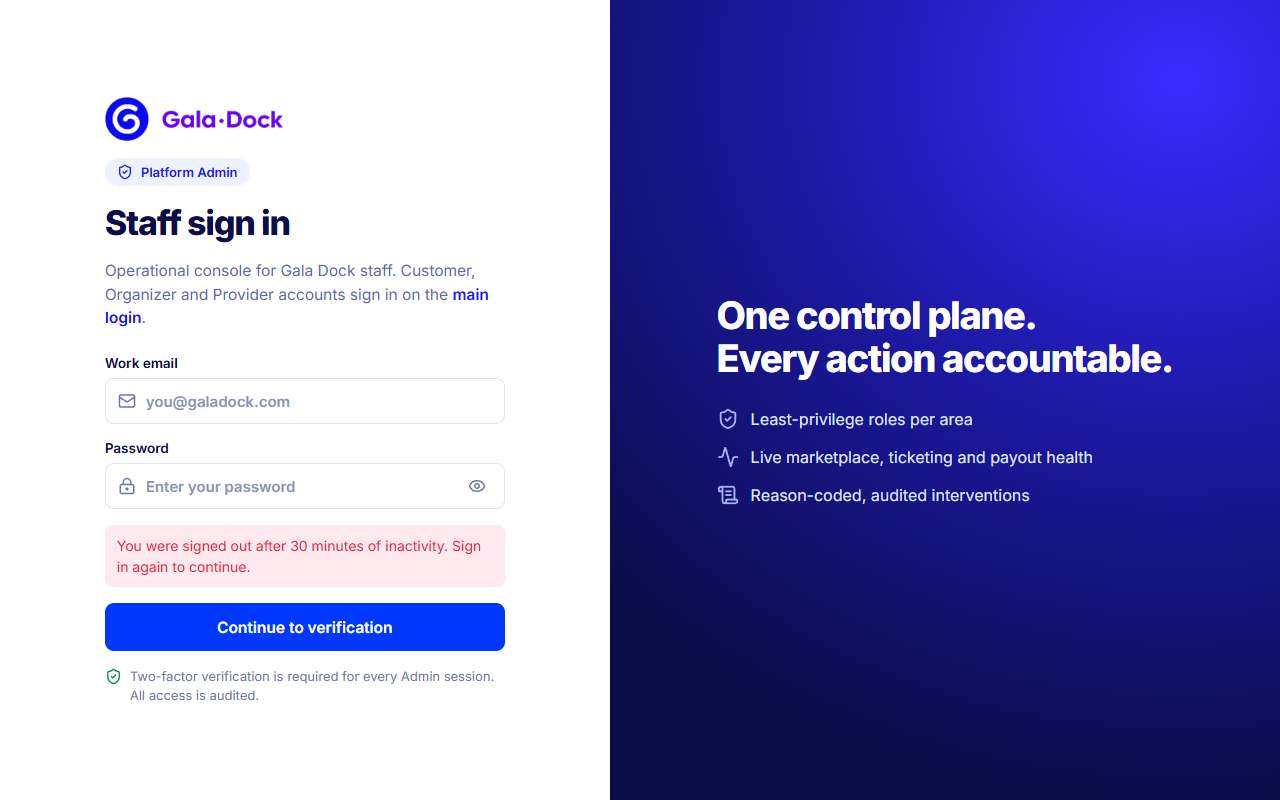 Gala·Dock
Platform Admin
Staff sign in
Operational console for Gala Dock staff. Customer,
Organizer and Provider accounts sign in on the main
login.
Work email
you@galadock.com
Password
Enter your password
You were signed out after 30 minutes of inactivity. Sign
in again to continue.
Continue to verification
Two-factor verification is required for every Admin session.
All access is audited.
One control plane.
Every action accountable.
Least-privilege roles per area
Live marketplace, ticketing and payout health
Reason-coded, audited interventions